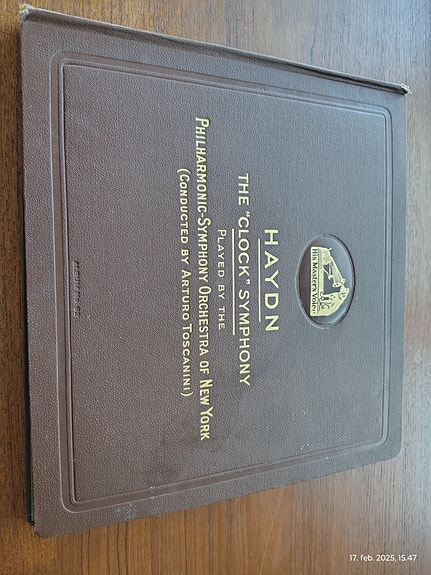 His Master's Voice
HAYDN
THE "CLOCK" SYMPHONY
PLAYED BY THE
PHILHARMONIC-SYMPHONY ORCHESTRA OF NEW YORK
(CONDUCTED BY ARTURO TOSCANINI)
17. feb. 2025, 15.47